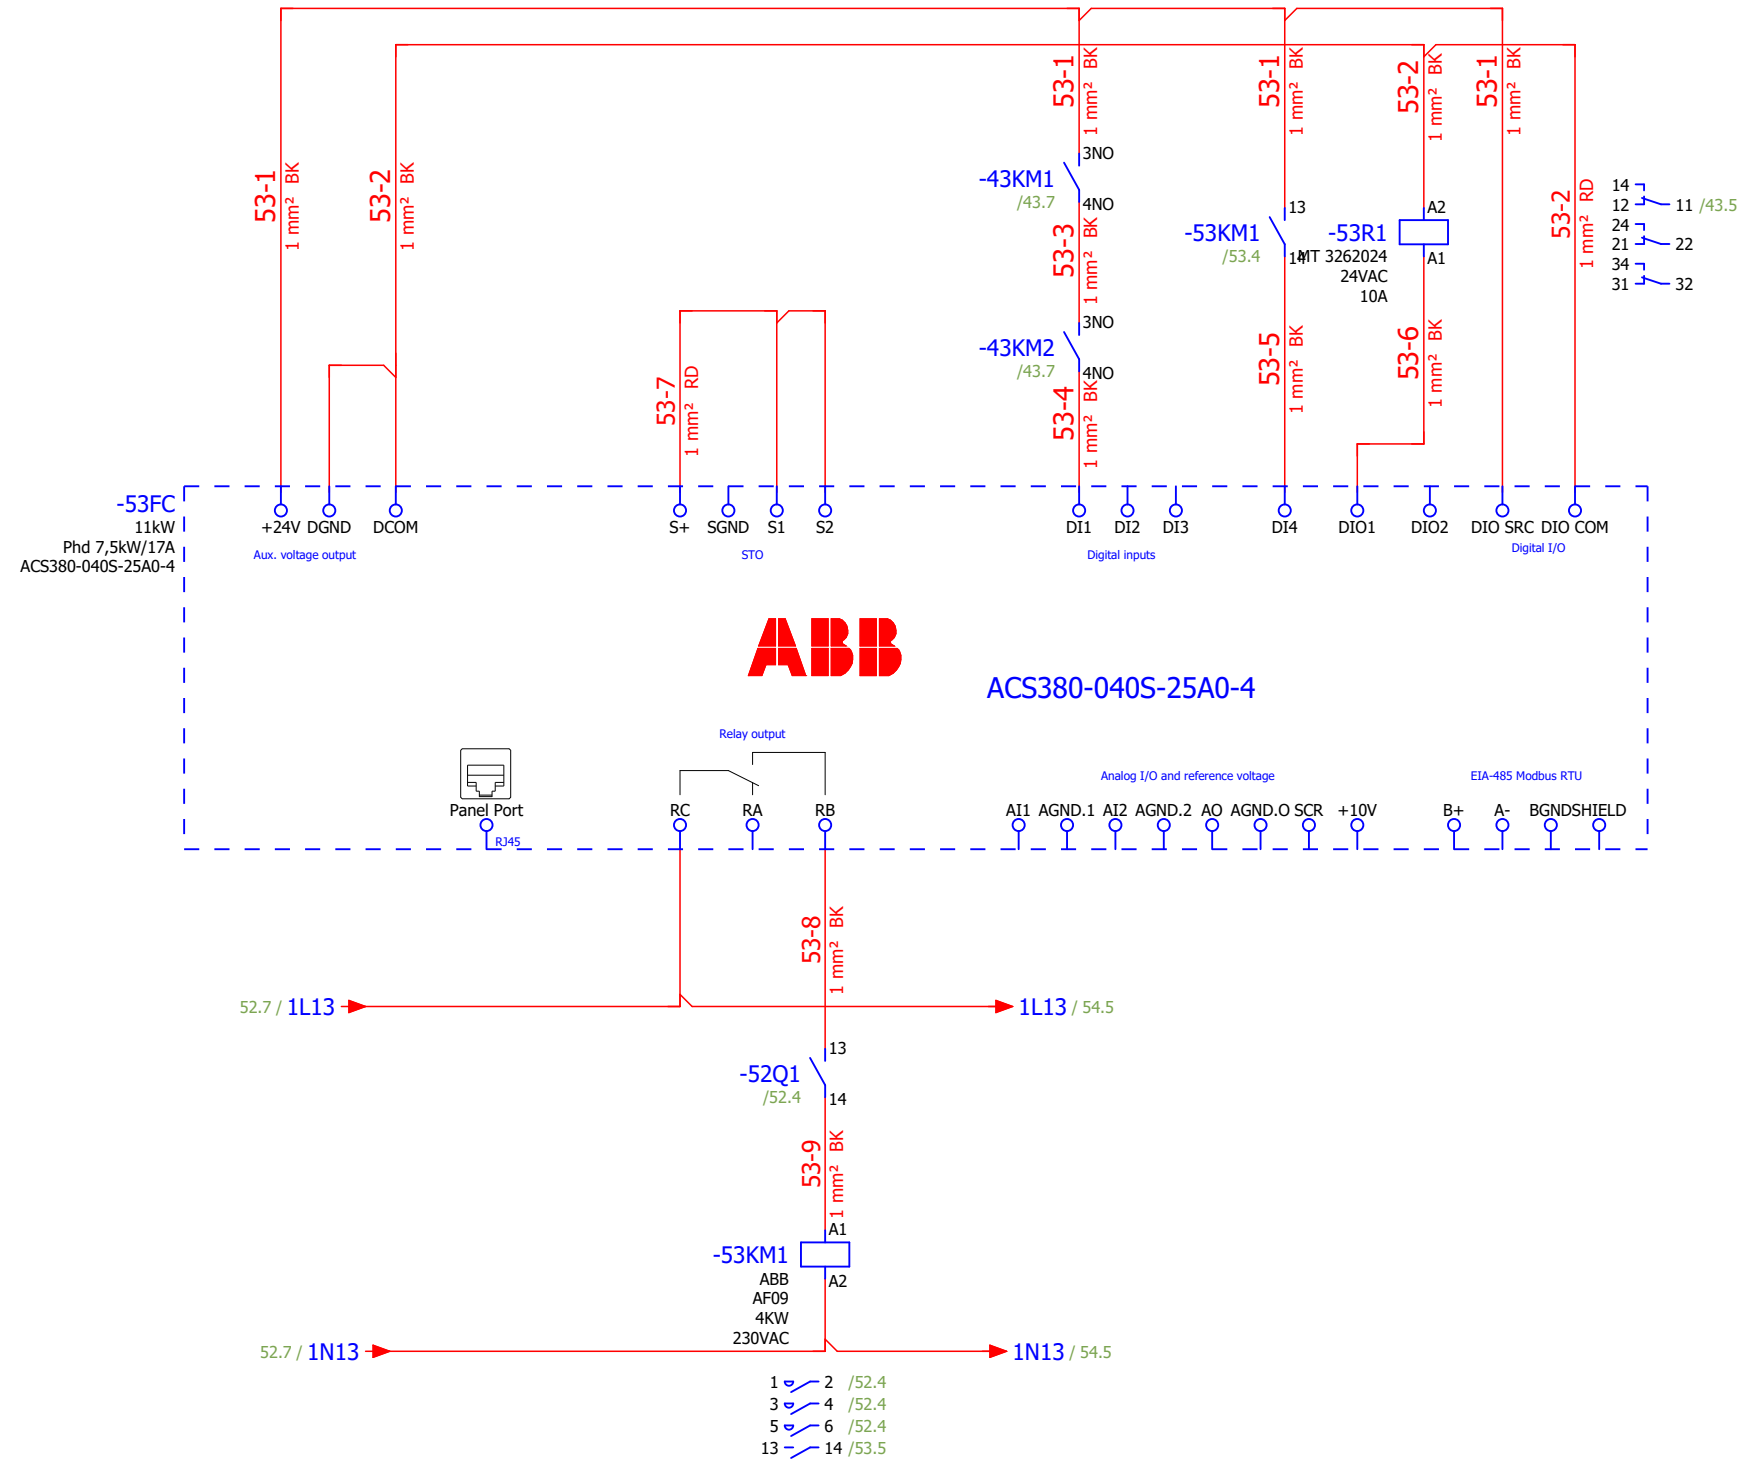 53-1
1 mm² BK
53-2
1 mm² BK
53-1
1 mm² BK
53-1
1 mm² BK
53-2
1 mm² BK
53-1
1 mm² BK
53-2
1 mm² RD
3NO
-43KM1
/43.7
4NO
53-3
1 mm² BK
3NO
-43KM2
/43.7
4NO
53-4
1 mm² BK
13
-53KM1
/53.4
14
53-5
1 mm² BK
A2
-53R1
MT 3262024
A1
24VAC
10A
53-6
1 mm² BK
14
12 11 /43.5
24
21 22
34
31 32
53-7
1 mm² RD
-53FC
11kW
Phd 7,5kW/17A
ACS380-040S-25A0-4
+24V DGND DCOM
Aux. voltage output
S+ SGND S1 S2
STO
DI1 DI2 DI3 DI4 DIO1 DIO2 DIO SRC DIO COM
Digital inputs
Digital I/O
ABB
ACS380-040S-25A0-4
Relay output
Analog I/O and reference voltage
EIA-485 Modbus RTU
Panel Port
RJ45
RC RA RB
AI1 AGND.1 AI2 AGND.2 AO AGND.O SCR +10V
B+ A- BGND SHIELD
53-8
1 mm² BK
52.7 / 1L13
1L13 / 54.5
13
-52Q1
/52.4
14
53-9
1 mm² BK
A1
-53KM1
ABB
A2
AF09
4KW
230VAC
52.7 / 1N13
1N13 / 54.5
1 2 /52.4
3 4 /52.4
5 6 /52.4
13 14 /53.5